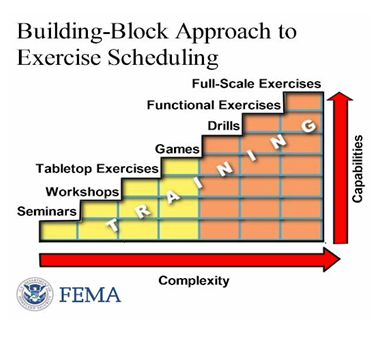 Building-Block Approach to
Exercise Scheduling
Full-Scale Exercises
Functional Exercises
Drills
Games
Tabletop Exercises
Workshops
Seminars
TRAINING
Capabilities
Complexity
FEMA